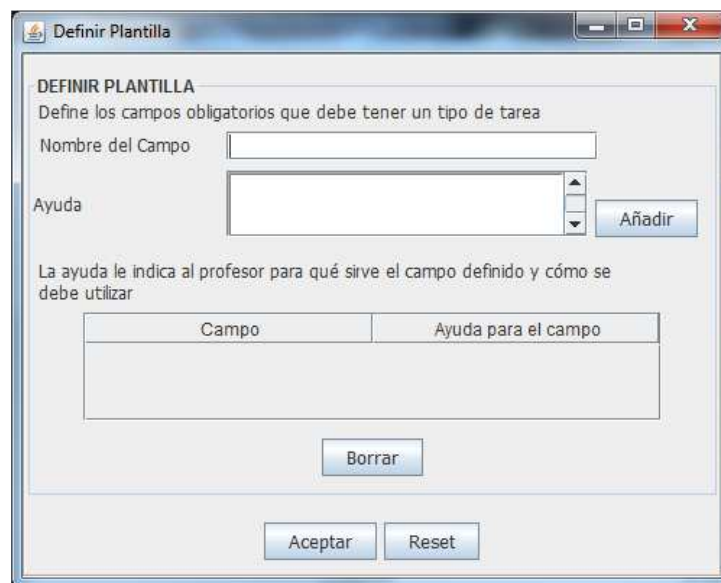 Definir Plantilla
DEFINIR PLANTILLA
Define los campos obligatorios que debe tener un tipo de tarea
Nombre del Campo
Ayuda
Añadir
La ayuda le indica al profesor para qué sirve el campo definido y cómo se
debe utilizar
Campo Ayuda para el campo
Borrar
Aceptar Reset